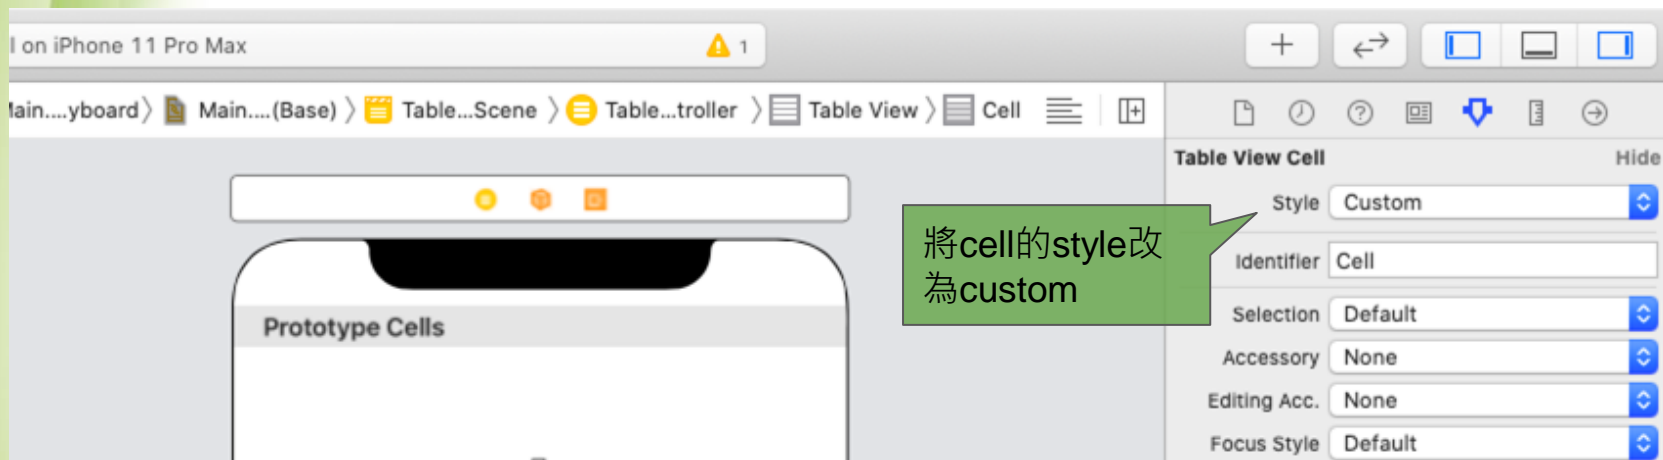 l on iPhone 11 Pro Max
1
Main....yboard
Main....(Base)
Table...Scene
Table...troller
Table View
Cell
Table View Cell
Hide
Style
Custom
將cell的style改
為custom
Identifier
Cell
Prototype Cells
Selection
Default
Accessory
None
Editing Acc.
None
Focus Style
Default